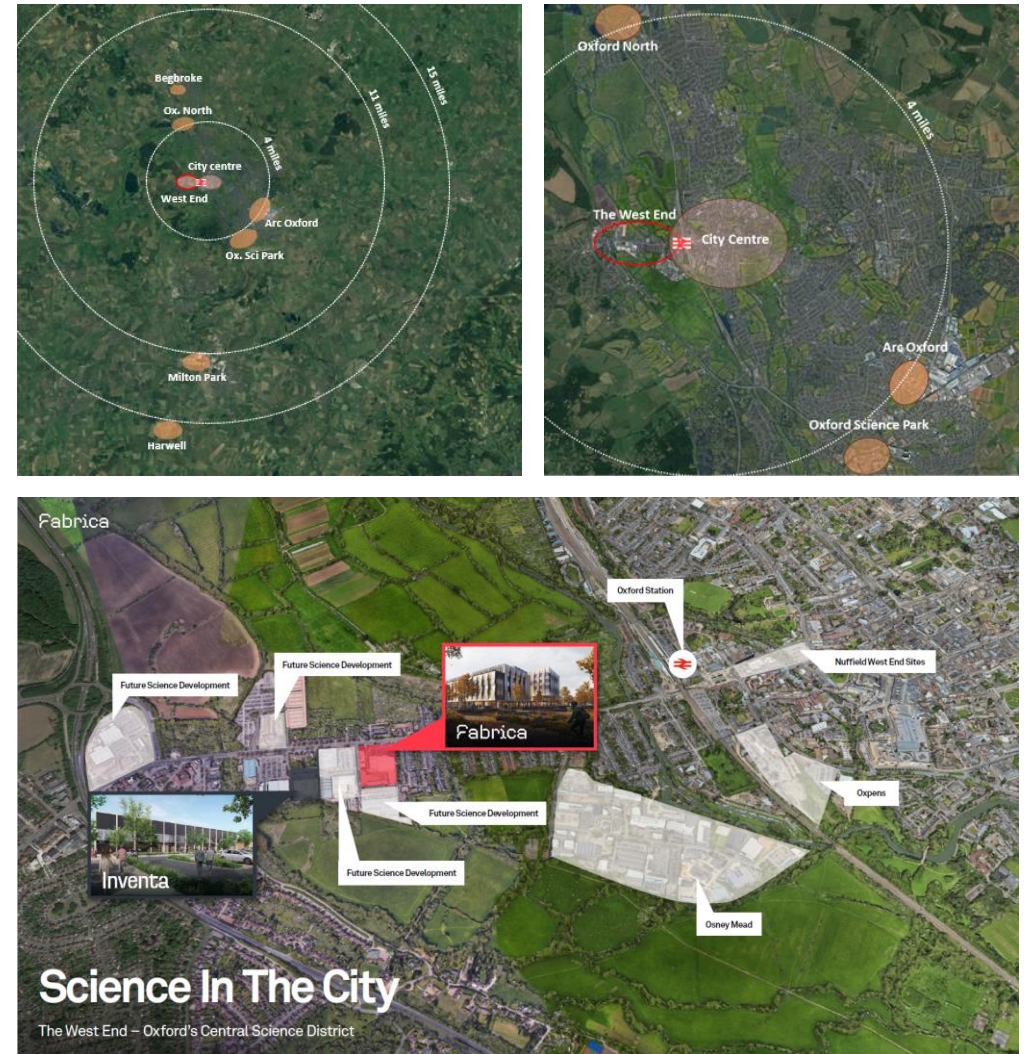 15 miles
11 miles
4 miles
Begbroke
Ox. North
City centre
West End
Arc Oxford
Ox. Sci Park
Milton Park
Harwell
Oxford North
4 miles
The West End
City Centre
Arc Oxford
Oxford Science Park
Fabrica
Oxford Station
Nuffield West End Sites
Future Science Development
Future Science Development
Fabrica
Oxpens
Future Science Development
Future Science Development
Inventa
Osney Mead
Science In The City
The West End – Oxford's Central Science District